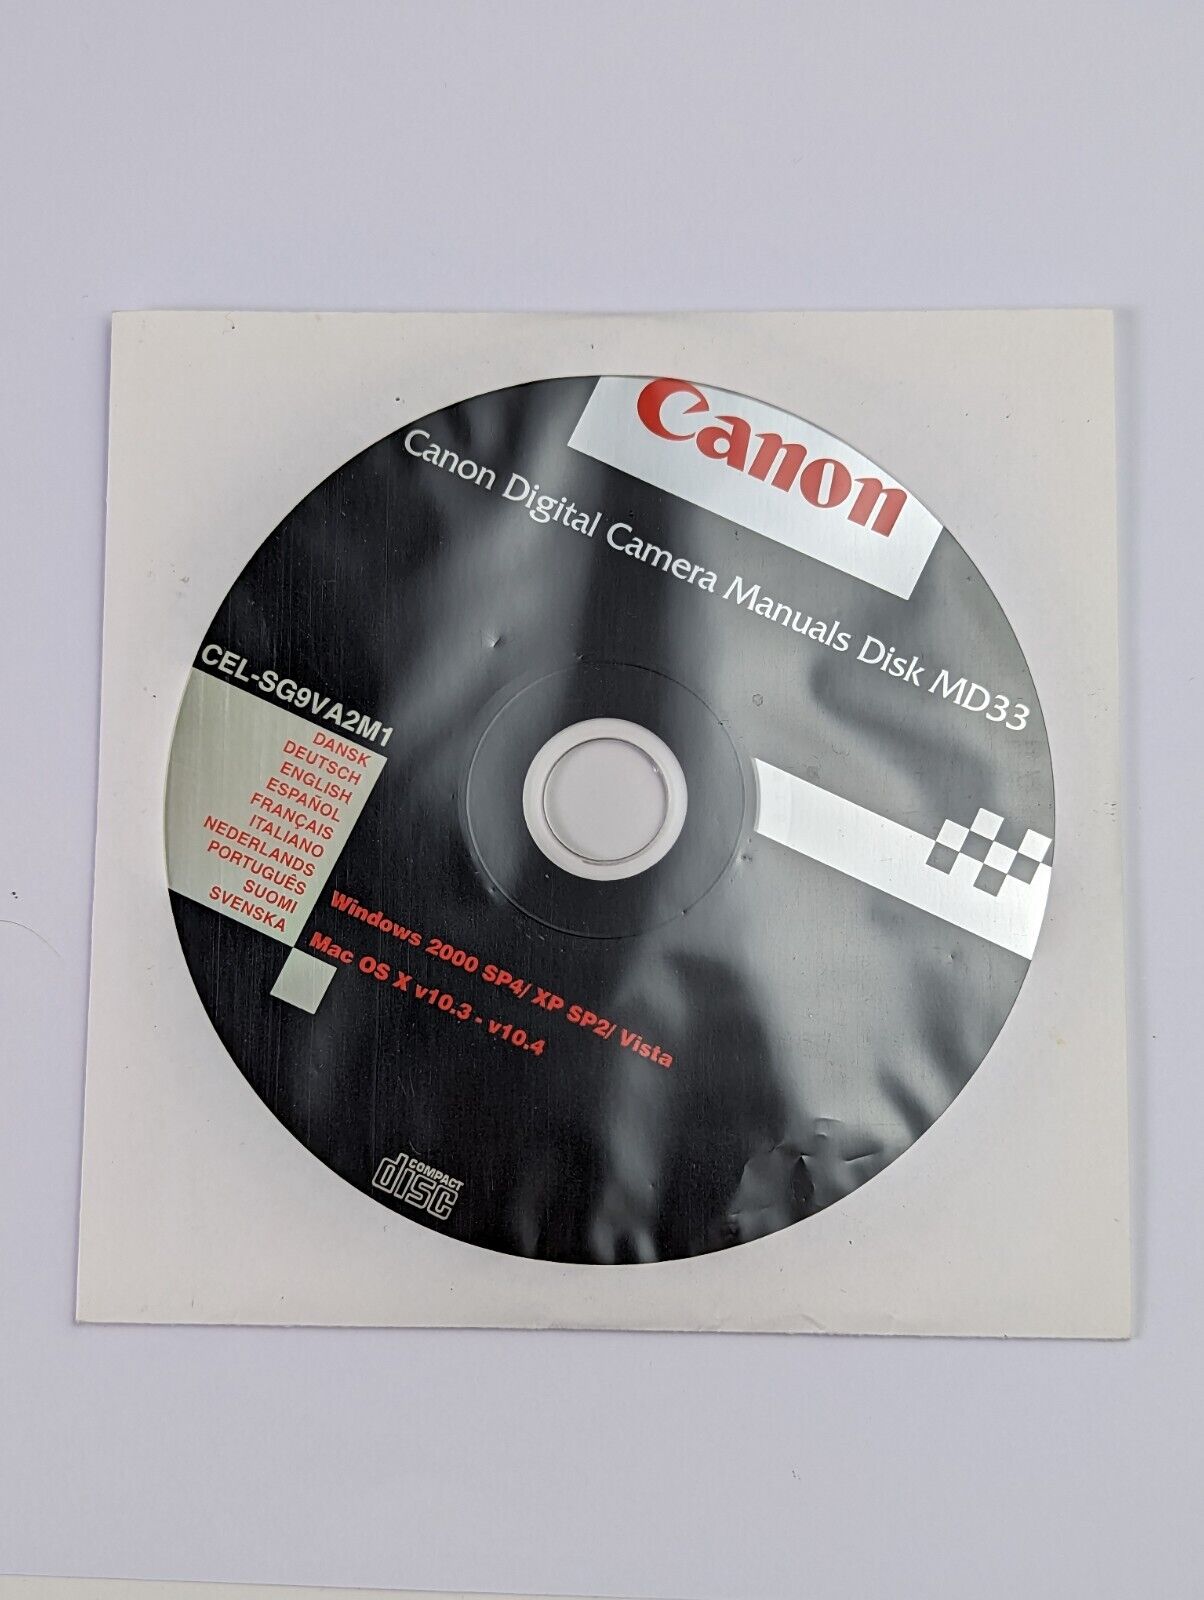 Canon
Canon Digital Camera Manuals Disk MD33
CEL-SG9VA2M1
DANSK
DEUTSCH
ENGLISH
ESPAÑOL
FRANÇAIS
ITALIANO
NEDERLANDS
PORTUGUÊS
SUOMI
SVENSKA
Windows 2000 SP4/ XP SP2/ Vista
Mac OS X v10.3 - v10.4
COMPACT
disc